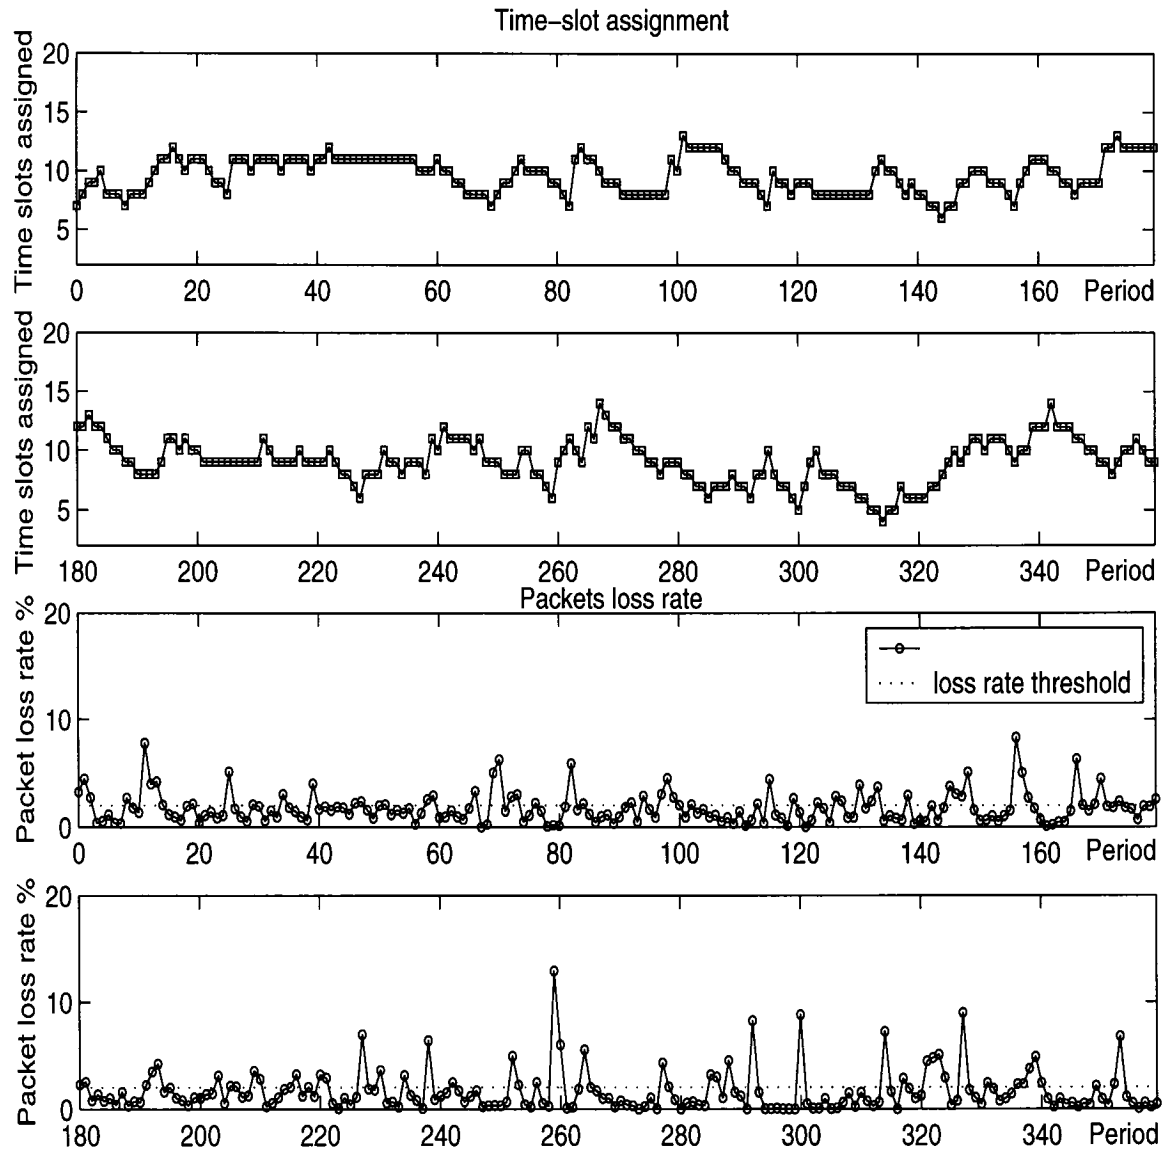 Time-slot assignment
Time slots assigned
20
15
10
5
0 20 40 60 80 100 120 140 160 Period
Time slots assigned
20
15
10
5
180 200 220 240 260 280 300 320 340 Period
Packets loss rate
Packet loss rate %
20
10
0
loss rate threshold
0 20 40 60 80 100 120 140 160 Period
Packet loss rate %
20
10
0
180 200 220 240 260 280 300 320 340 Period